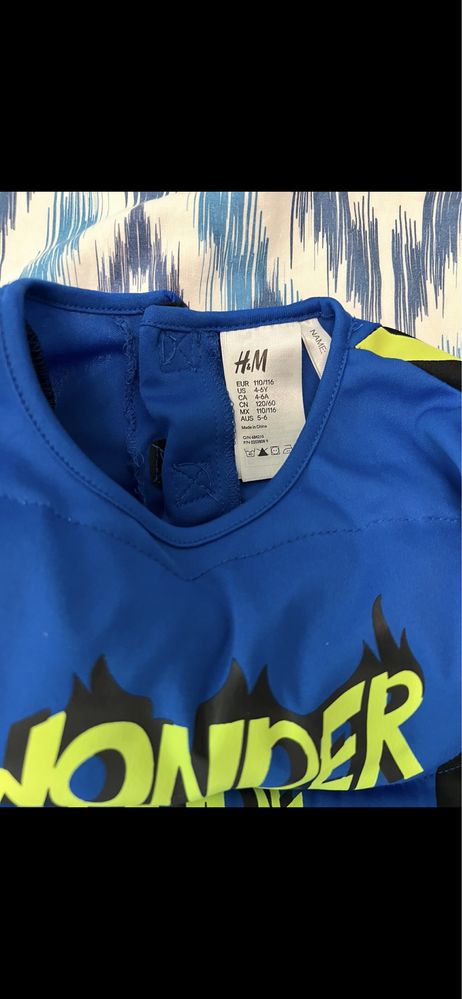 NAME:
H&M
EUR 110/116
US 4-6Y
CA 4-6A
CN 120/60
MX 110/116
AUS 5-6
Made in China
WONDER